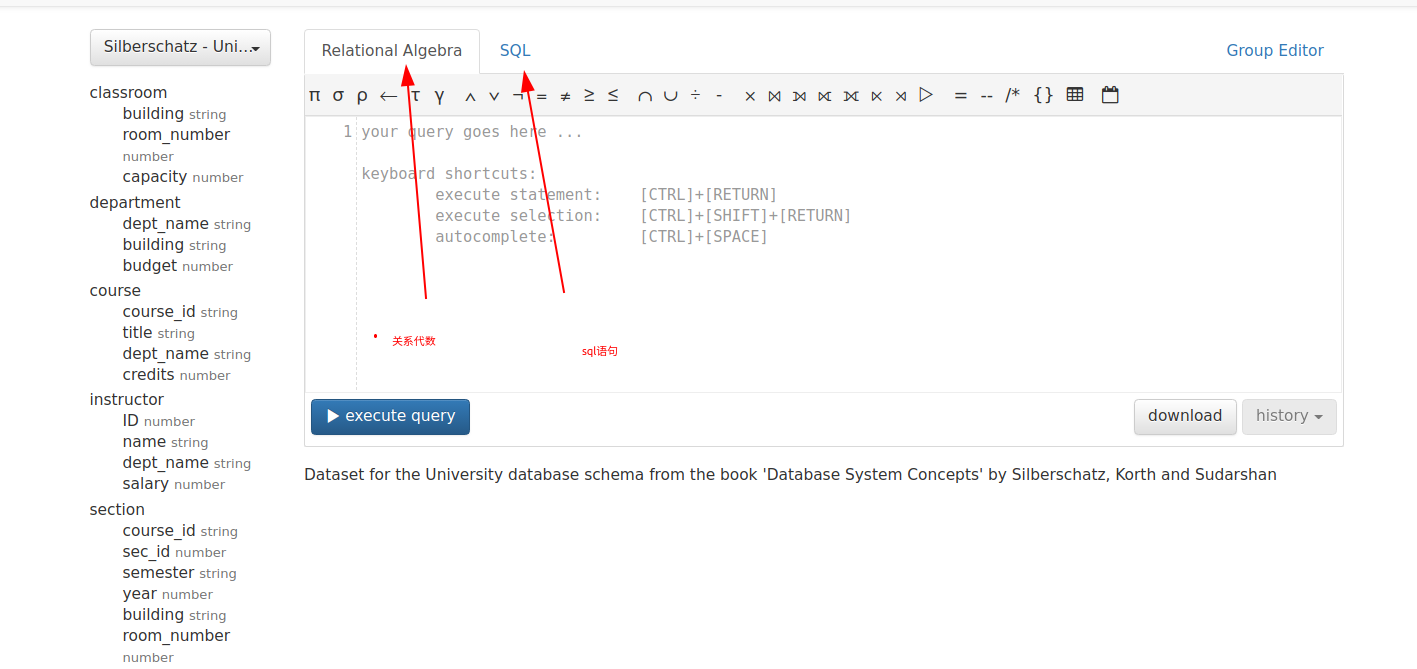 Silberschatz - Uni...
classroom
building string
room_number
number
capacity number
department
dept_name string
building string
budget number
course
course_id string
title string
dept_name string
credits number
instructor
ID number
name string
dept_name string
salary number
section
course_id string
sec_id number
semester string
year number
building string
room_number
number
Relational Algebra SQL Group Editor
π σ ρ ← τ γ ∧ ∨ ¬ = ≠ ≥ ≤ ∩ ∪ ÷ - × ⨝ ⟕ ⟖ ⟗ ⋉ ⋊ ▷ = -- /* {}
1 your query goes here ...
keyboard shortcuts:
execute statement: [CTRL]+[RETURN]
execute selection: [CTRL]+[SHIFT]+[RETURN]
autocomplete: [CTRL]+[SPACE]
关系代数
sql语句
execute query download history
Dataset for the University database schema from the book 'Database System Concepts' by Silberschatz, Korth and Sudarshan